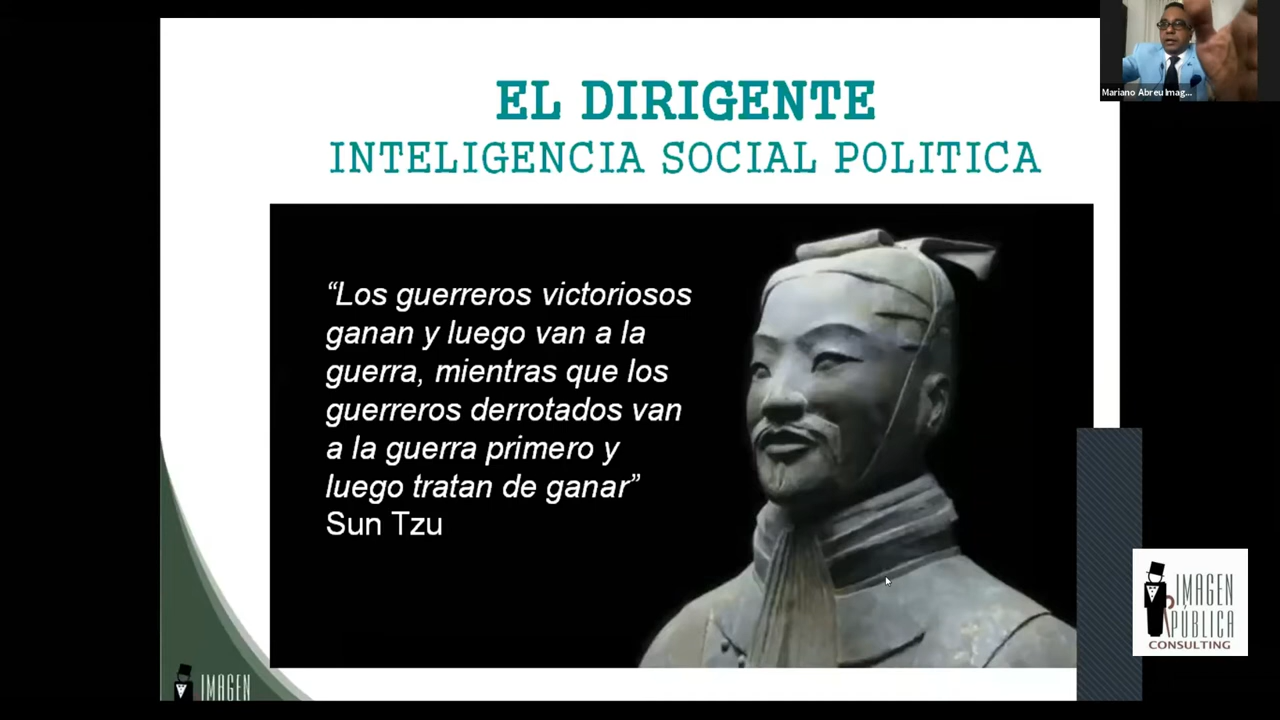 EL DIRIGENTE
INTELIGENCIA SOCIAL POLITICA
“Los guerreros victoriosos
ganan y luego van a la
guerra, mientras que los
guerreros derrotados van
a la guerra primero y
luego tratan de ganar”
Sun Tzu
Mariano Abreu Imag...
IMAGEN
PÚBLICA
CONSULTING
IMAGEN